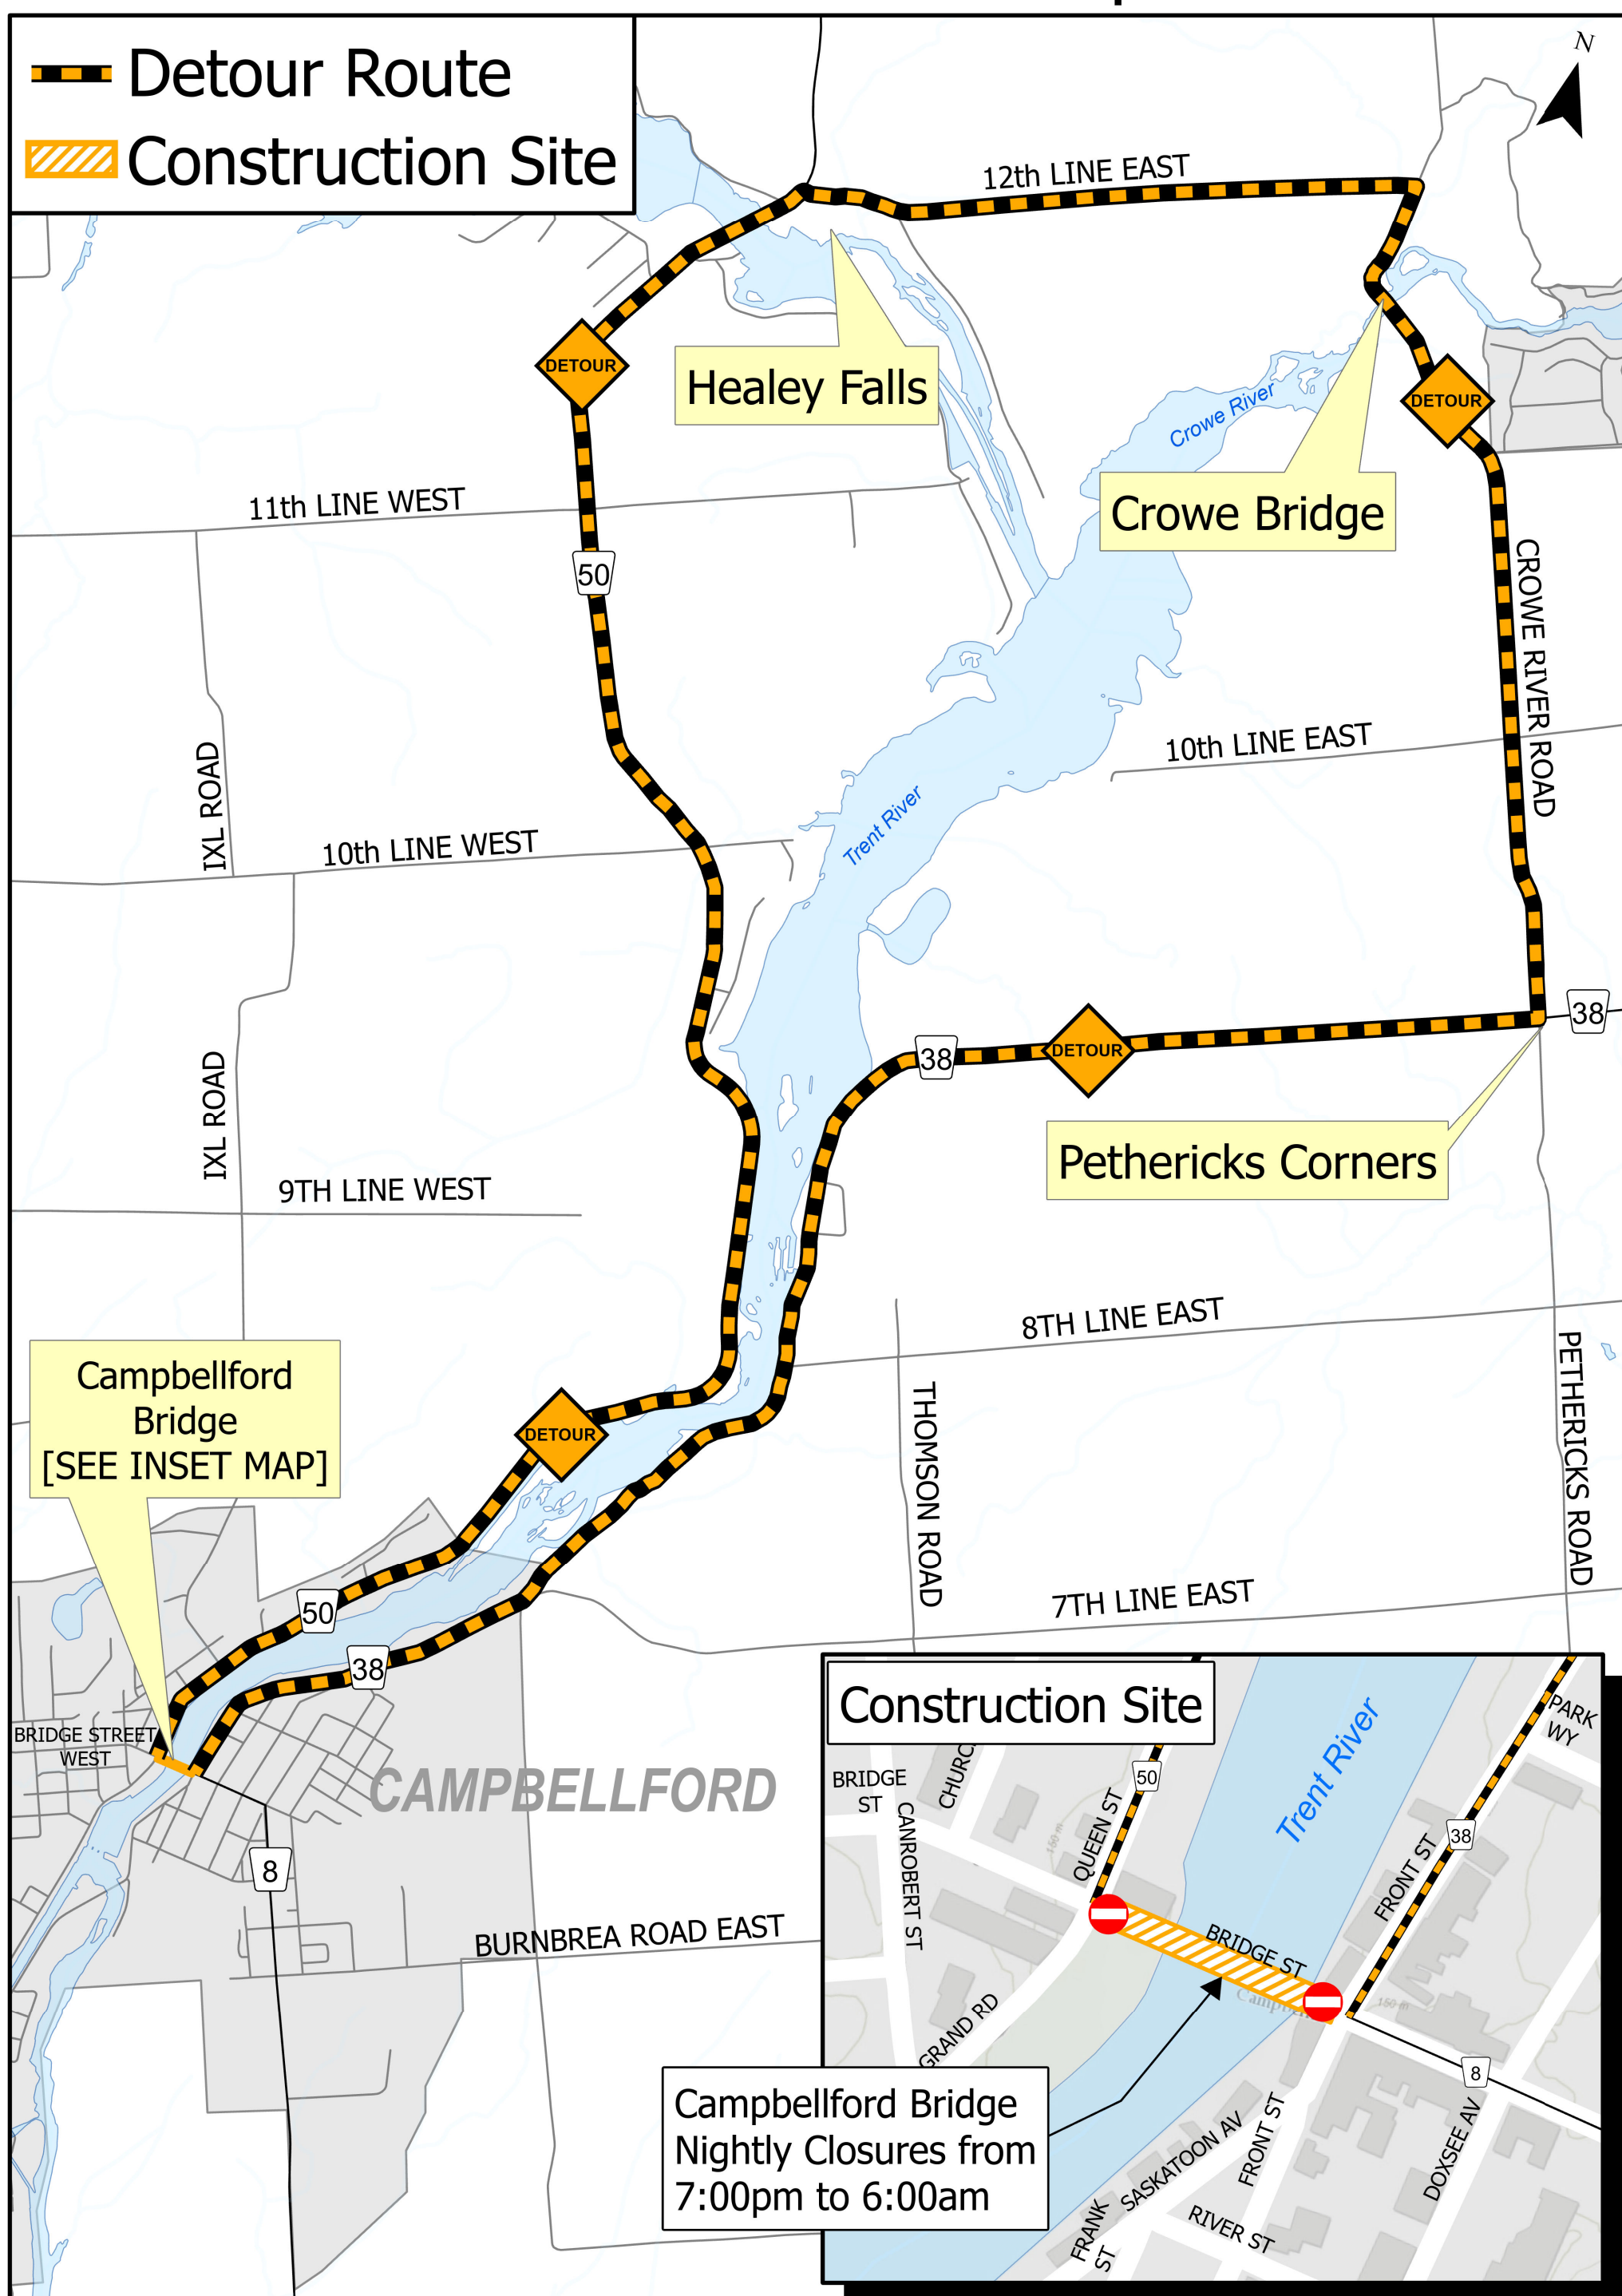 Detour Route
Construction Site
N
12th LINE EAST
DETOUR
Healey Falls
Crowe River
DETOUR
Crowe Bridge
11th LINE WEST
50
CROWE RIVER ROAD
10th LINE EAST
IXL ROAD
Trent River
10th LINE WEST
38
38
DETOUR
IXL ROAD
Pethericks Corners
9TH LINE WEST
8TH LINE EAST
Campbellford
Bridge
[SEE INSET MAP]
PETHERICKS ROAD
THOMSON ROAD
DETOUR
7TH LINE EAST
50
38
BRIDGE STREET
WEST
CAMPBELLFORD
8
BURNBREA ROAD EAST
Construction Site
PARK
WY
Trent River
BRIDGE
ST
50
QUEEN ST
CANROBERT ST
38
FRONT ST
150 m
BRIDGE ST
150 m
GRAND RD
8
Campbellford Bridge
Nightly Closures from
7:00pm to 6:00am
SASKATOON AV
FRONT ST
DOXSEE AV
FRANK
ST
RIVER ST